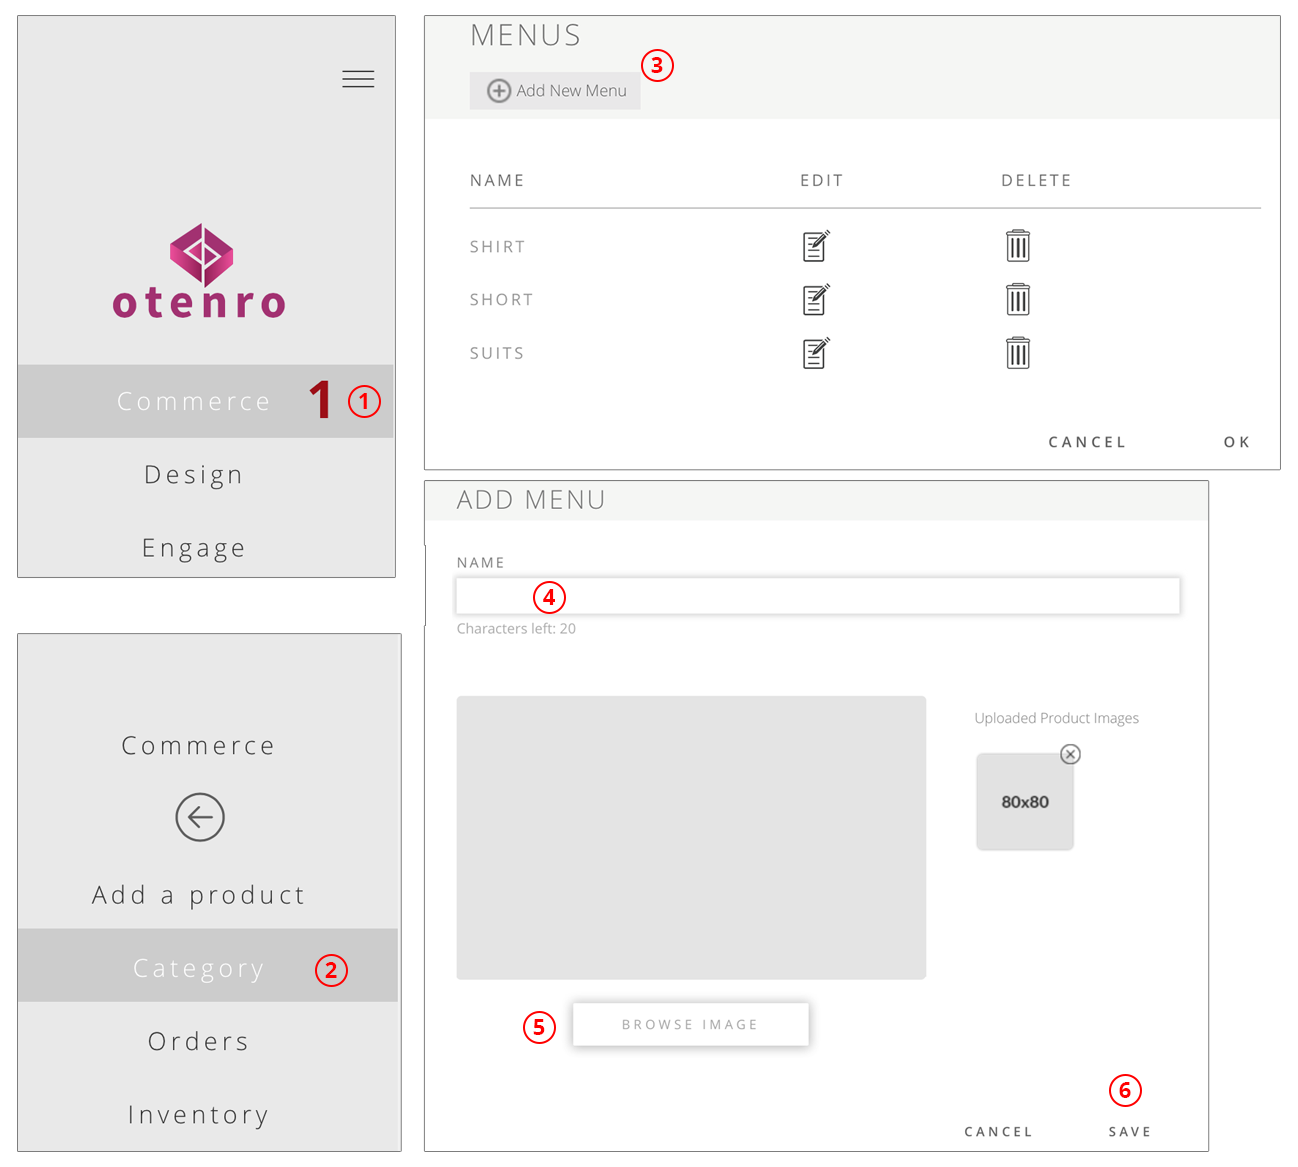 otenro
Commerce 1 1
Design
Engage
MENUS
3
Add New Menu
NAME EDIT DELETE
SHIRT
SHORT
SUITS
CANCEL OK
Commerce
Add a product
Category 2
Orders
Inventory
ADD MENU
NAME
4
Characters left: 20
Uploaded Product Images
80x80
5 BROWSE IMAGE
6
CANCEL SAVE